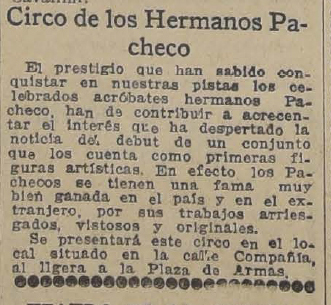 Circo de los Hermanos Pa-
checo
El prestigio que han sabido con-
quistar en nuestras pistas los ce-
lebrados acróbates hermanos Pa-
checo, han de contribuir a acrecen-
tar el interés que ha despertado la
noticia del debut de un conjunto
que los cuenta como primeras fi-
guras artísticas. En efecto los Pa-
checos se tienen una fama muy
bien ganada en el país y en el ex-
tranjero, por sus trabajos arries-
gados, vistosos y originales.
Se presentará este circo en el lo-
cal situado en la calle Compañía,
al llgera a la Plaza de Armas.